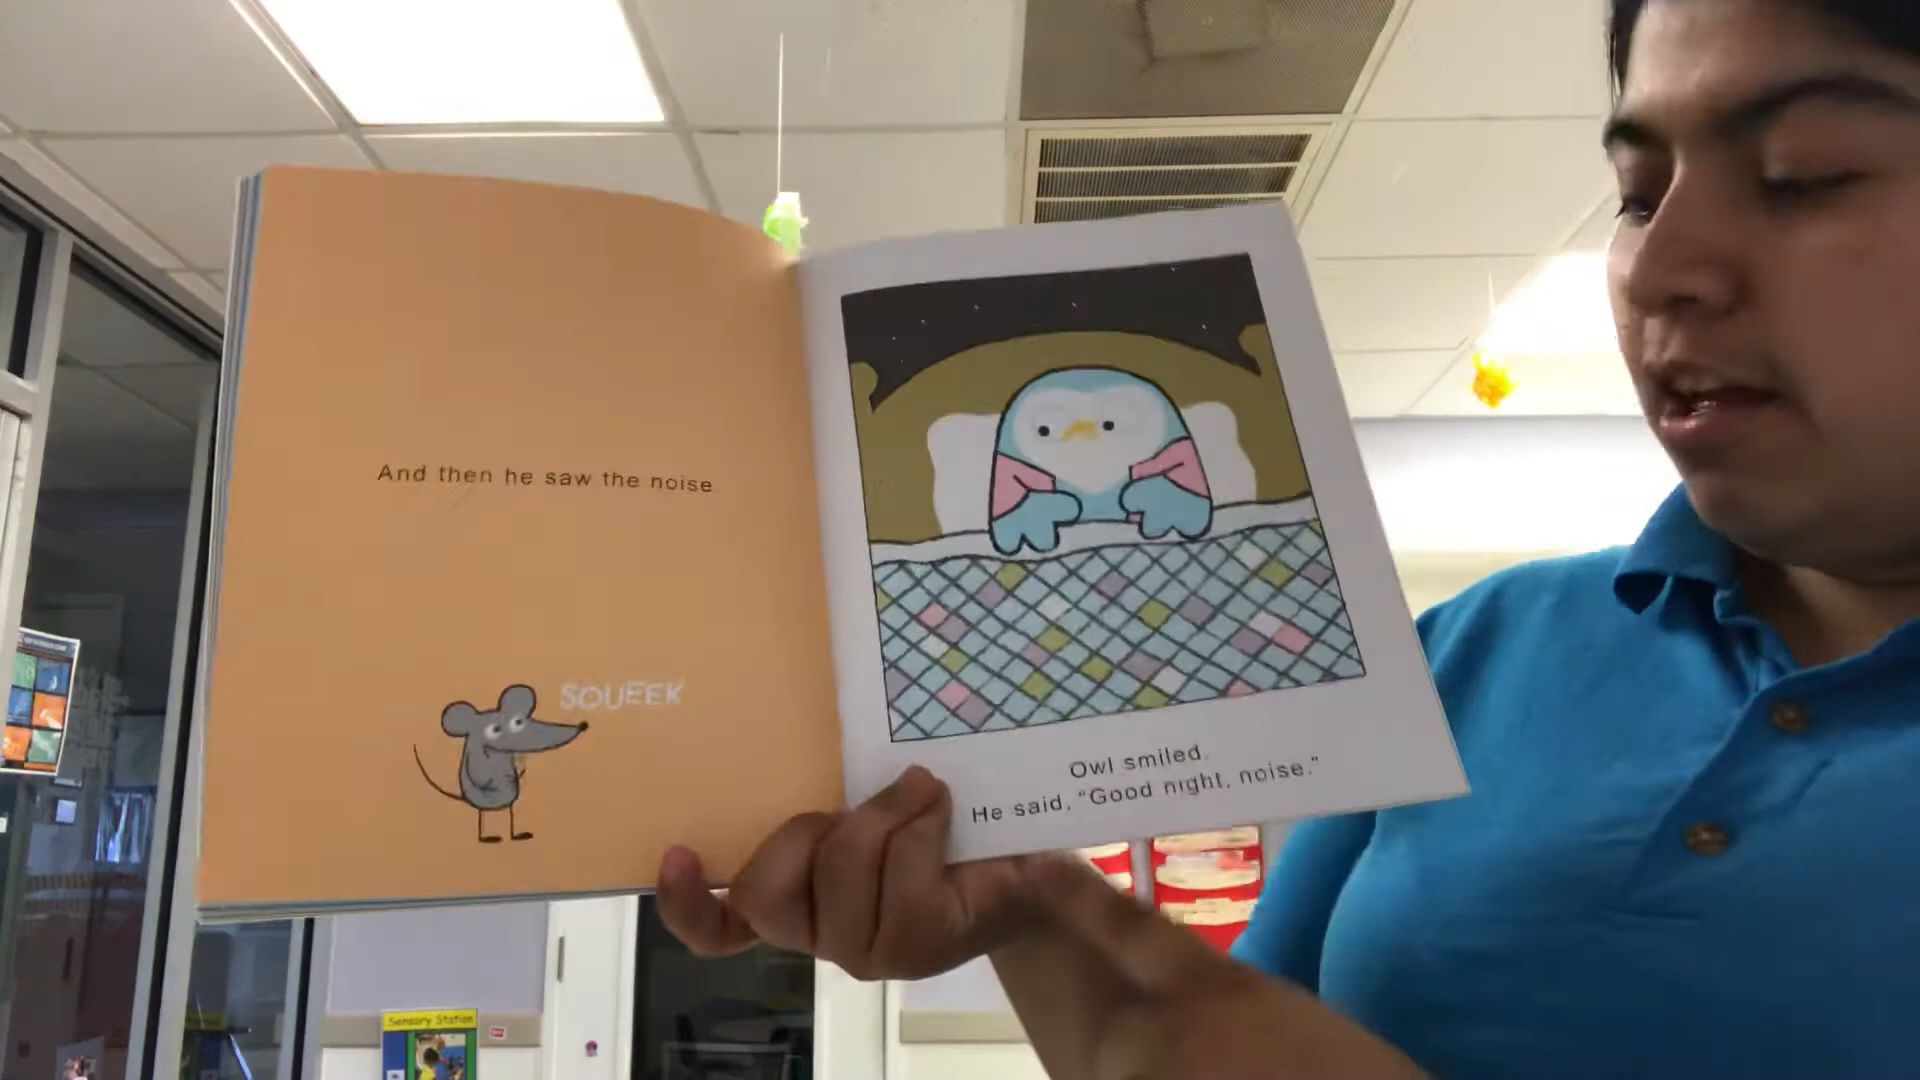 And then he saw the noise
SQUEEK
Owl smiled.
He said, "Good night, noise."
Sensory Station